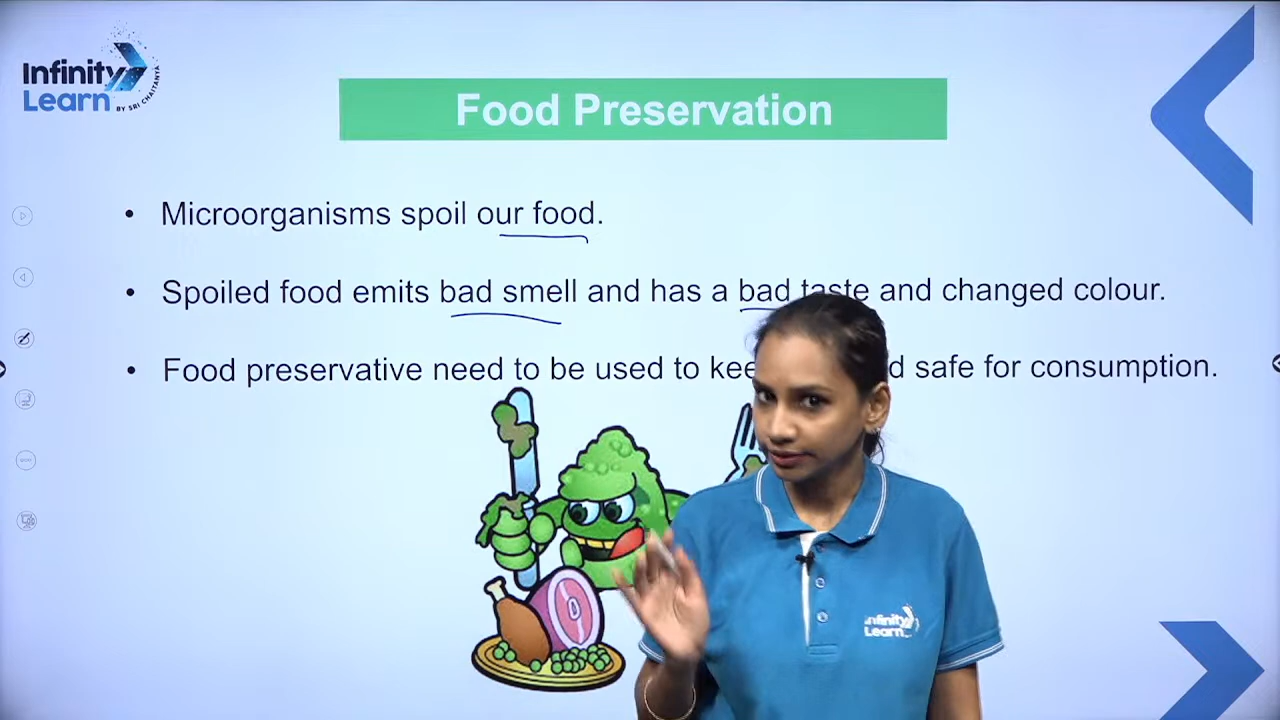 Infinity
Learn
BY SRI CHAITANYA
Food Preservation
• Microorganisms spoil our food.
• Spoiled food emits bad smell and has a bad taste and changed colour.
• Food preservative need to be used to kee d safe for consumption.
Infinity
Learn